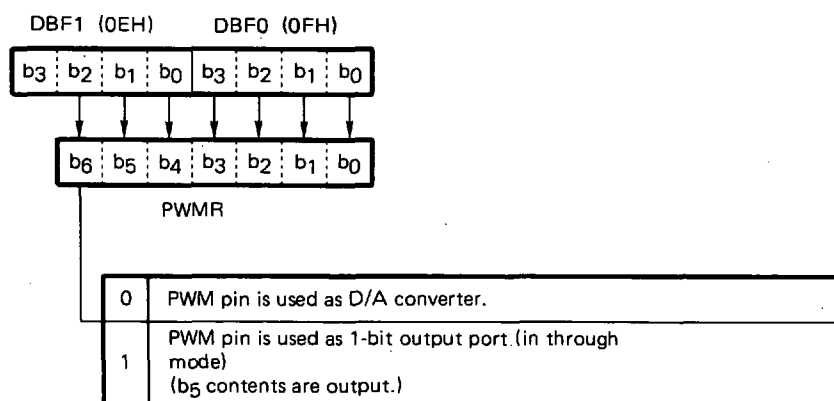 DBF1 (0EH) DBF0 (0FH)
b3 b2 b1 b0 b3 b2 b1 b0
b6 b5 b4 b3 b2 b1 b0
PWMR
0 PWM pin is used as D/A converter.
PWM pin is used as 1-bit output port.(in through
1 mode)
(b5 contents are output.)